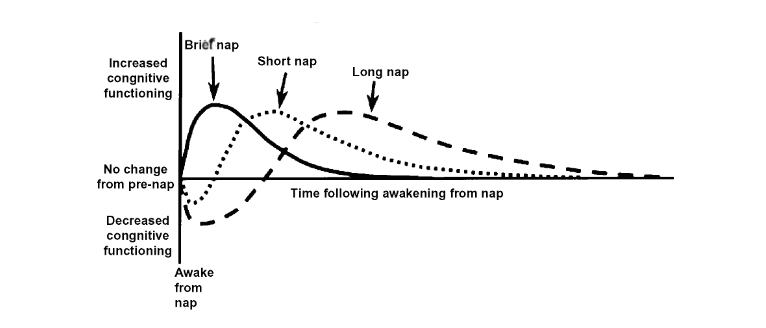 Brief nap
Short nap
Long nap
Increased
congnitive
functioning
No change
from pre-nap
Time following awakening from nap
Decreased
congnitive
functioning
Awake
from
nap